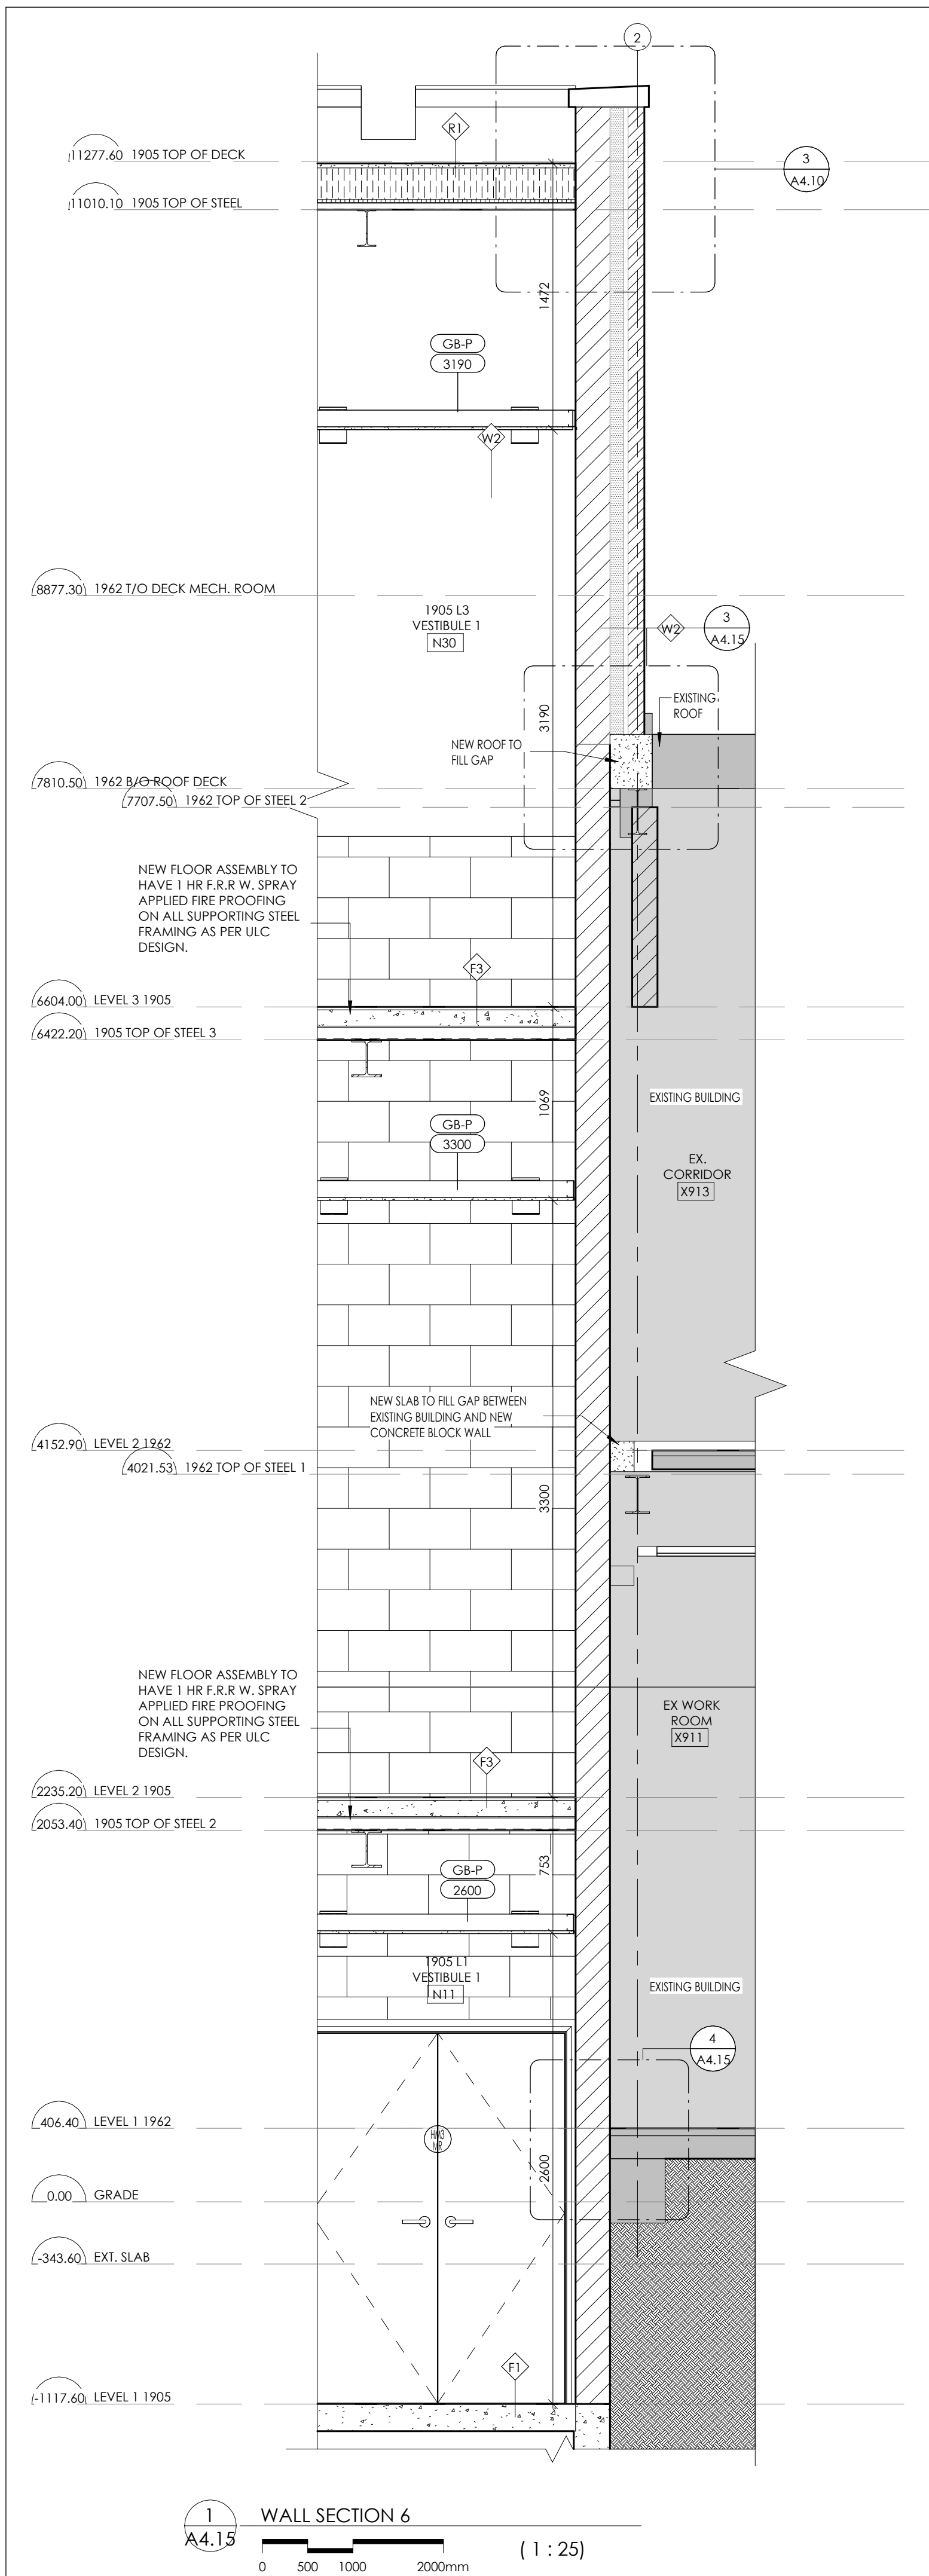 2
11277.60 1905 TOP OF DECK
R1
3
A4.10
11010.10 1905 TOP OF STEEL
1472
GB-P
3190
W2
8877.30 1962 T/O DECK MECH. ROOM
1905 L3
VESTIBULE 1
N30
W2
3
A4.15
3190
EXISTING
ROOF
NEW ROOF TO
FILL GAP
7810.50 1962 B/O ROOF DECK
7707.50 1962 TOP OF STEEL 2
NEW FLOOR ASSEMBLY TO
HAVE 1 HR F.R.R W. SPRAY
APPLIED FIRE PROOFING
ON ALL SUPPORTING STEEL
FRAMING AS PER ULC
DESIGN.
F3
6604.00 LEVEL 3 1905
6422.20 1905 TOP OF STEEL 3
1069
EXISTING BUILDING
GB-P
3300
EX.
CORRIDOR
X913
NEW SLAB TO FILL GAP BETWEEN
EXISTING BUILDING AND NEW
CONCRETE BLOCK WALL
4152.90 LEVEL 2 1962
4021.53 1962 TOP OF STEEL 1
3300
NEW FLOOR ASSEMBLY TO
HAVE 1 HR F.R.R W. SPRAY
APPLIED FIRE PROOFING
ON ALL SUPPORTING STEEL
FRAMING AS PER ULC
DESIGN.
EX WORK
ROOM
X911
F3
2235.20 LEVEL 2 1905
2053.40 1905 TOP OF STEEL 2
753
GB-P
2600
1905 L1
VESTIBULE 1
N11
EXISTING BUILDING
4
A4.15
406.40 LEVEL 1 1962
HM3
MR
2600
0.00 GRADE
-343.60 EXT. SLAB
F1
-1117.60 LEVEL 1 1905
1
A4.15
WALL SECTION 6
( 1 : 25)
0 500 1000 2000mm